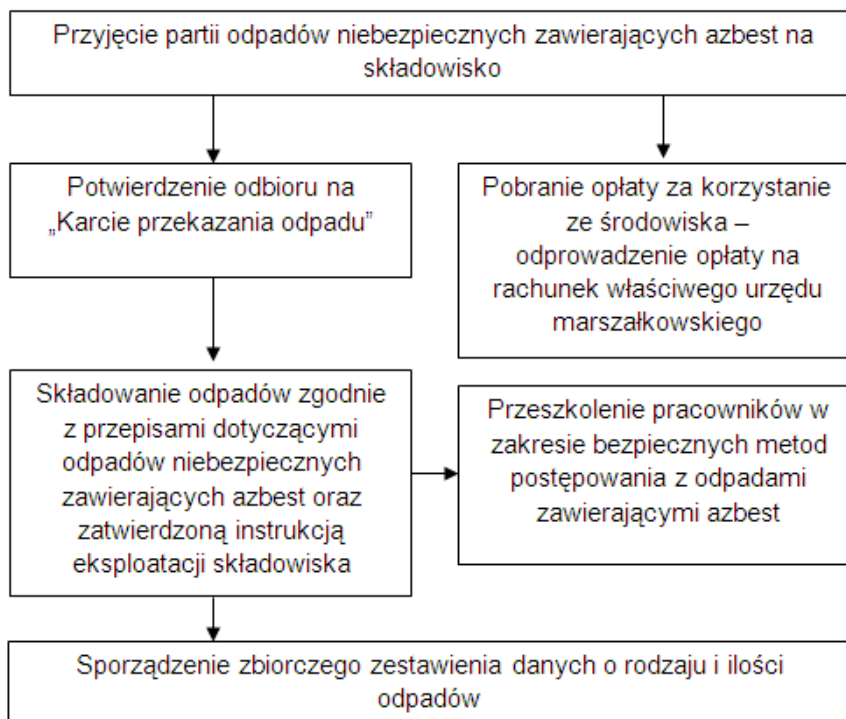 Przyjęcie partii odpadów niebezpiecznych zawierających azbest na
składowisko
Potwierdzenie odbioru na
„Karcie przekazania odpadu”
Pobranie opłaty za korzystanie
ze środowiska –
odprowadzenie opłaty na
rachunek właściwego urzędu
marszałkowskiego
Składowanie odpadów zgodnie
z przepisami dotyczącymi
odpadów niebezpiecznych
zawierających azbest oraz
zatwierdzoną instrukcją
eksploatacji składowiska
Przeszkolenie pracowników w
zakresie bezpiecznych metod
postępowania z odpadami
zawierającymi azbest
Sporządzenie zbiorczego zestawienia danych o rodzaju i ilości
odpadów